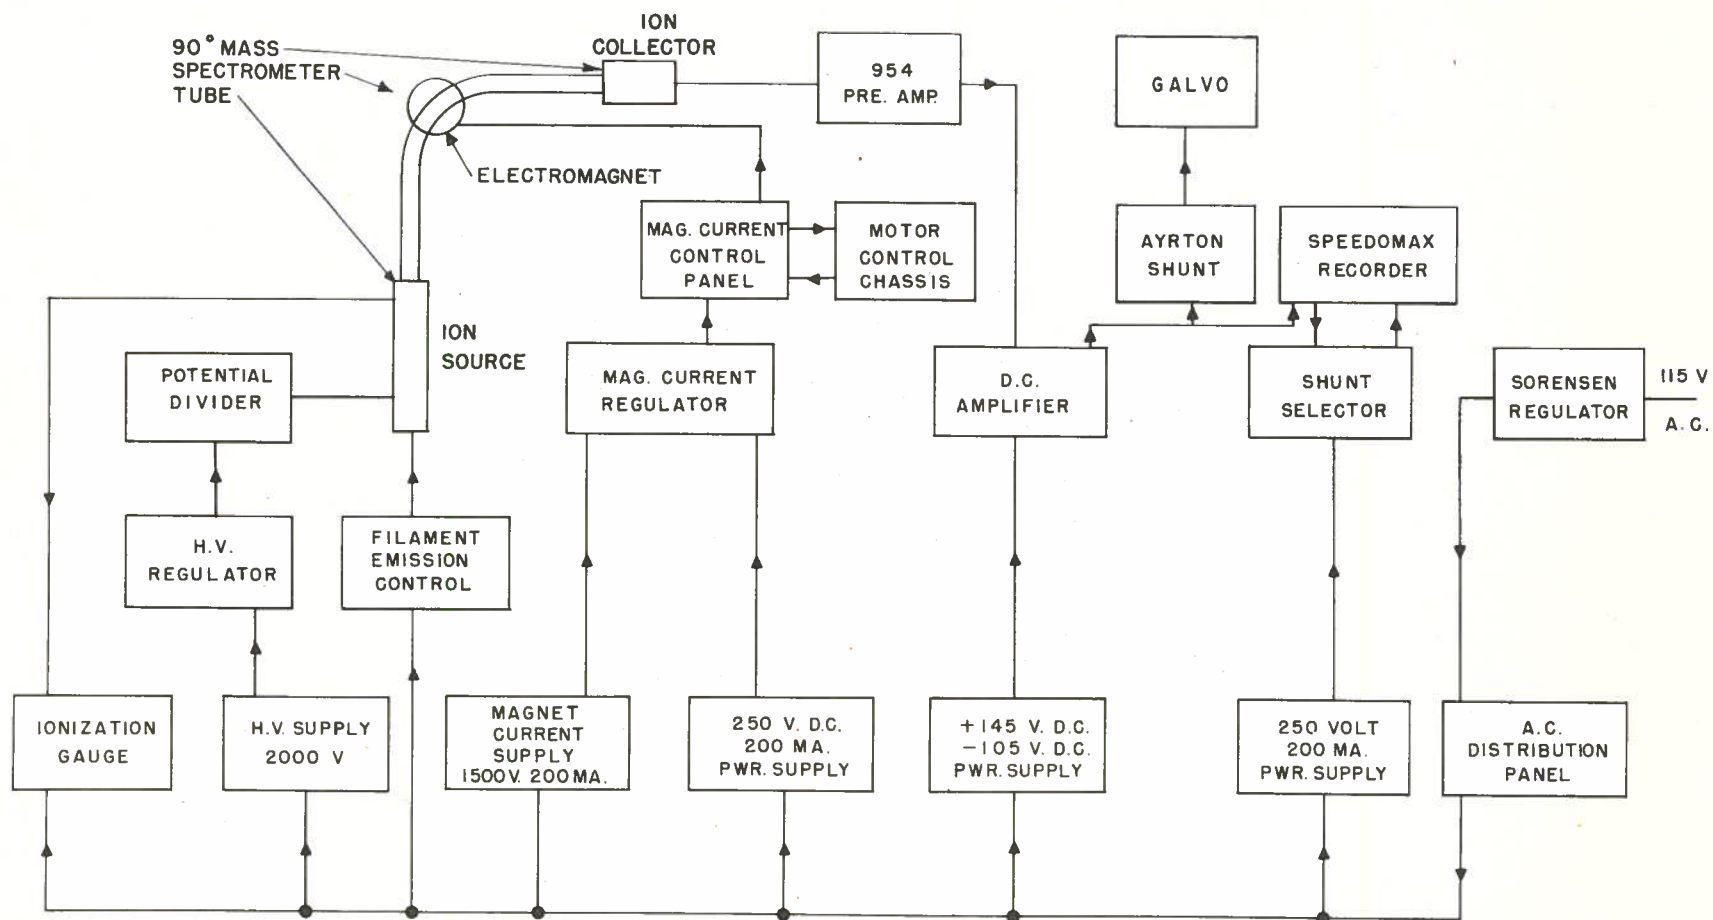 90° MASS
SPECTROMETER
TUBE
ION
COLLECTOR
954
PRE. AMP.
GALVO
ELECTROMAGNET
MAG. CURRENT
CONTROL
PANEL
MOTOR
CONTROL
CHASSIS
AYRTON
SHUNT
SPEEDOMAX
RECORDER
ION
SOURCE
POTENTIAL
DIVIDER
MAG. CURRENT
REGULATOR
D.C.
AMPLIFIER
SHUNT
SELECTOR
SORENSEN
REGULATOR
115 V
A.C.
H.V.
REGULATOR
FILAMENT
EMISSION
CONTROL
IONIZATION
GAUGE
H.V. SUPPLY
2000 V
MAGNET
CURRENT
SUPPLY
1500V. 200MA.
250 V. D.C.
200 MA.
PWR. SUPPLY
+145 V. D.C.
-105 V. D.C.
PWR. SUPPLY
250 VOLT
200 MA.
PWR. SUPPLY
A.C.
DISTRIBUTION
PANEL